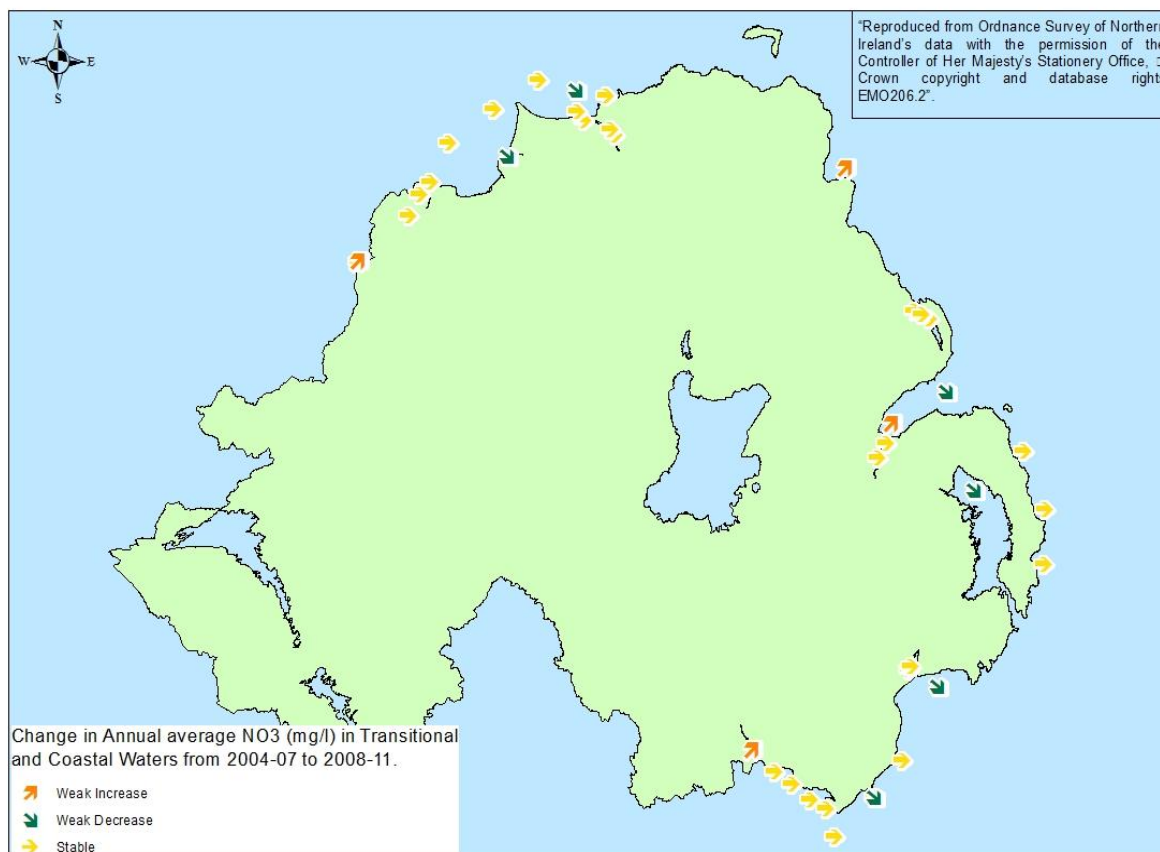 N
W E
S
"Reproduced from Ordnance Survey of Northern
Ireland's data with the permission of the
Controller of Her Majesty's Stationery Office,
Crown copyright and database rights
EMO206.2".
Change in Annual average NO3 (mg/l) in Transitional
and Coastal Waters from 2004-07 to 2008-11.
Weak Increase
Weak Decrease
Stable